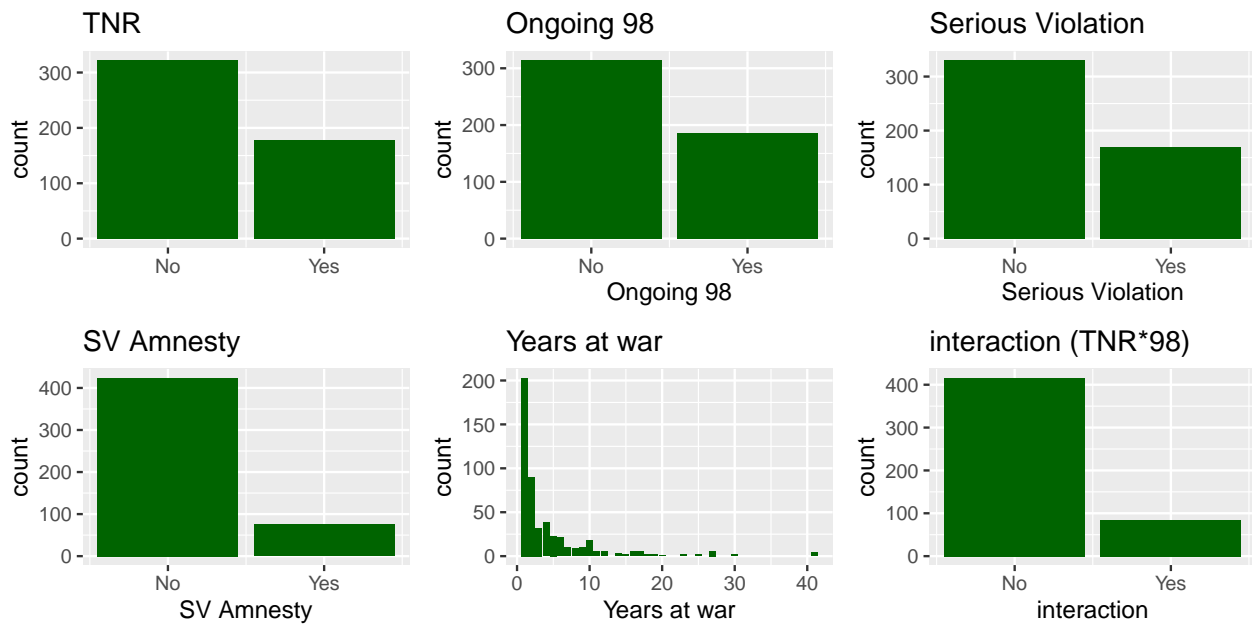 TNR
count
300
200
100
0
No Yes
Ongoing 98
count
300
200
100
0
No Yes
Ongoing 98
Serious Violation
count
300
200
100
0
No Yes
Serious Violation
SV Amnesty
count
400
300
200
100
0
No Yes
SV Amnesty
Years at war
count
200
150
100
50
0
0 10 20 30 40
Years at war
interaction (TNR*98)
count
400
300
200
100
0
No Yes
interaction